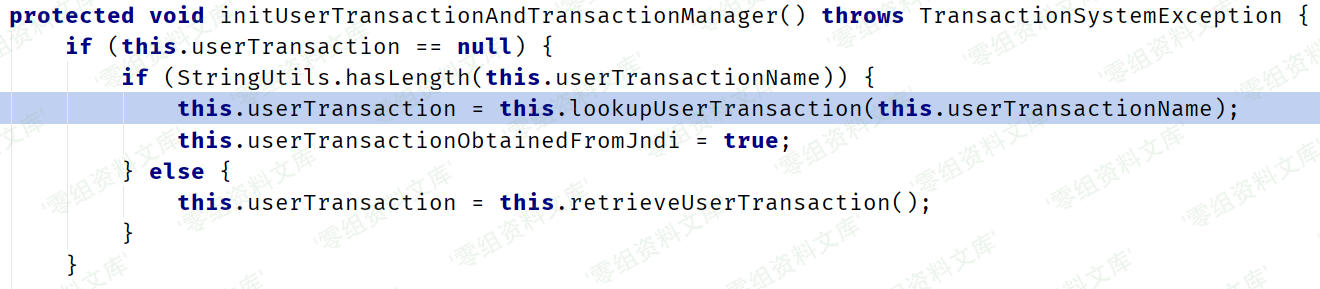 protected void initUserTransactionAndTransactionManager() throws TransactionSystemException {
    if (this.userTransaction == null) {
        if (StringUtils.hasLength(this.userTransactionName)) {
            this.userTransaction = this.lookupUserTransaction(this.userTransactionName);
            this.userTransactionObtainedFromJndi = true;
        } else {
            this.userTransaction = this.retrieveUserTransaction();
        }
    }
'零组资料文库'